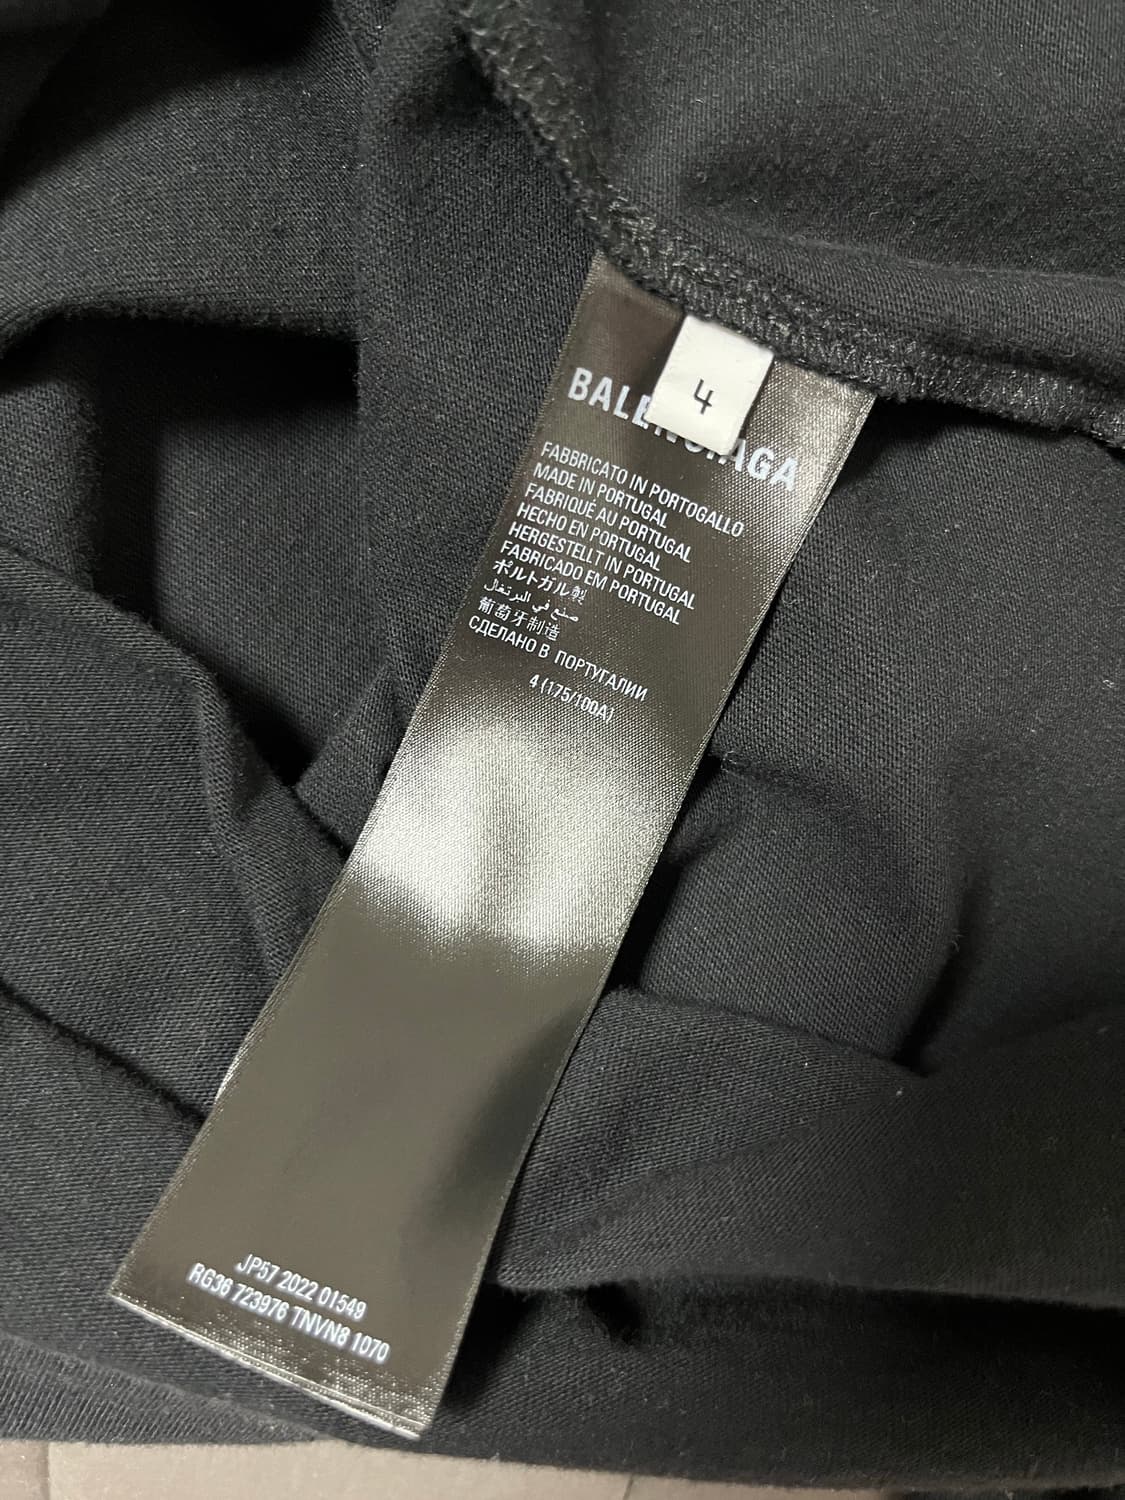 4
BALENCIAGA
FABBRICATO IN PORTOGALLO
MADE IN PORTUGAL
FABRIQUÉ AU PORTUGAL
HECHO EN PORTUGAL
HERGESTELLT IN PORTUGAL
FABRICADO EM PORTUGAL
ポルトガル製
صنع في البرتغال
葡萄牙制造
СДЕЛАНО В ПОРТУГАЛИИ
4 (175/100A)
JP57 2022 01549
RG36 723976 TNVN8 1070